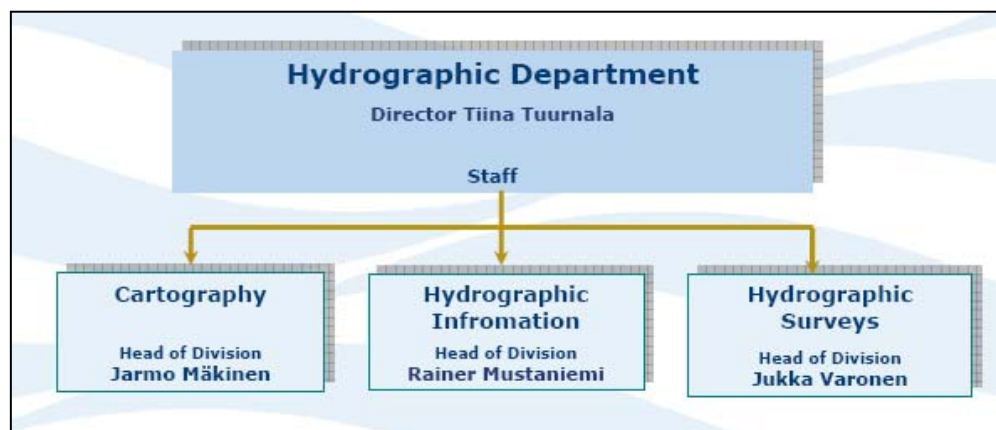 Hydrographic Department
Director Tiina Tuurnala
Staff
Cartography
Head of Division
Jarmo Mäkinen
Hydrographic
Infromation
Head of Division
Rainer Mustaniemi
Hydrographic
Surveys
Head of Division
Jukka Varonen